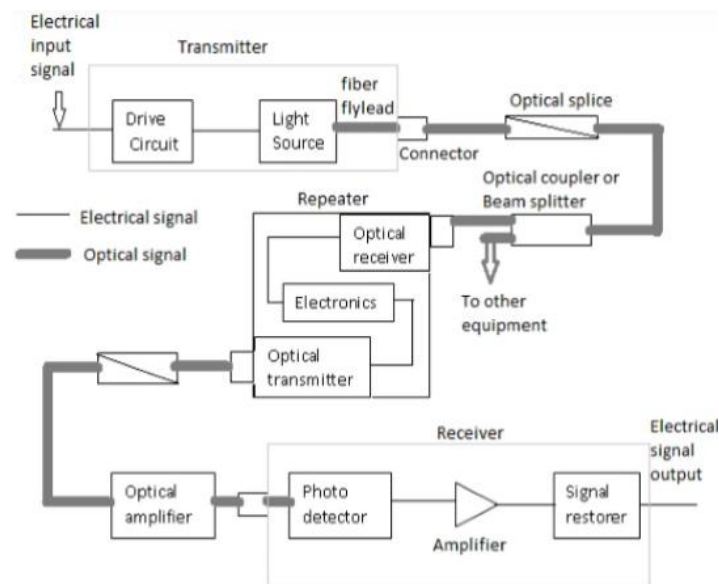 Electrical
input
signal
Transmitter
Drive
Circuit
Light
Source
fiber
flylead
Connector
Optical splice
Optical coupler or
Beam splitter
Electrical signal
Optical signal
Repeater
Optical
receiver
Electronics
Optical
transmitter
To other
equipment
Receiver
Optical
amplifier
Photo
detector
Amplifier
Signal
restorer
Electrical
signal
output